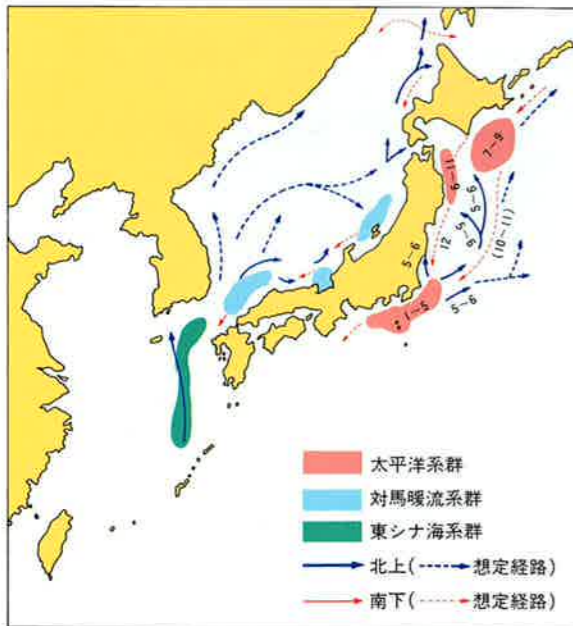 7-9
11-6
5-6
5-6
(10-11)
12
5-6
1-5
5-6
太平洋系群
対馬暖流系群
東シナ海系群
北上( 想定経路)
南下( 想定経路)